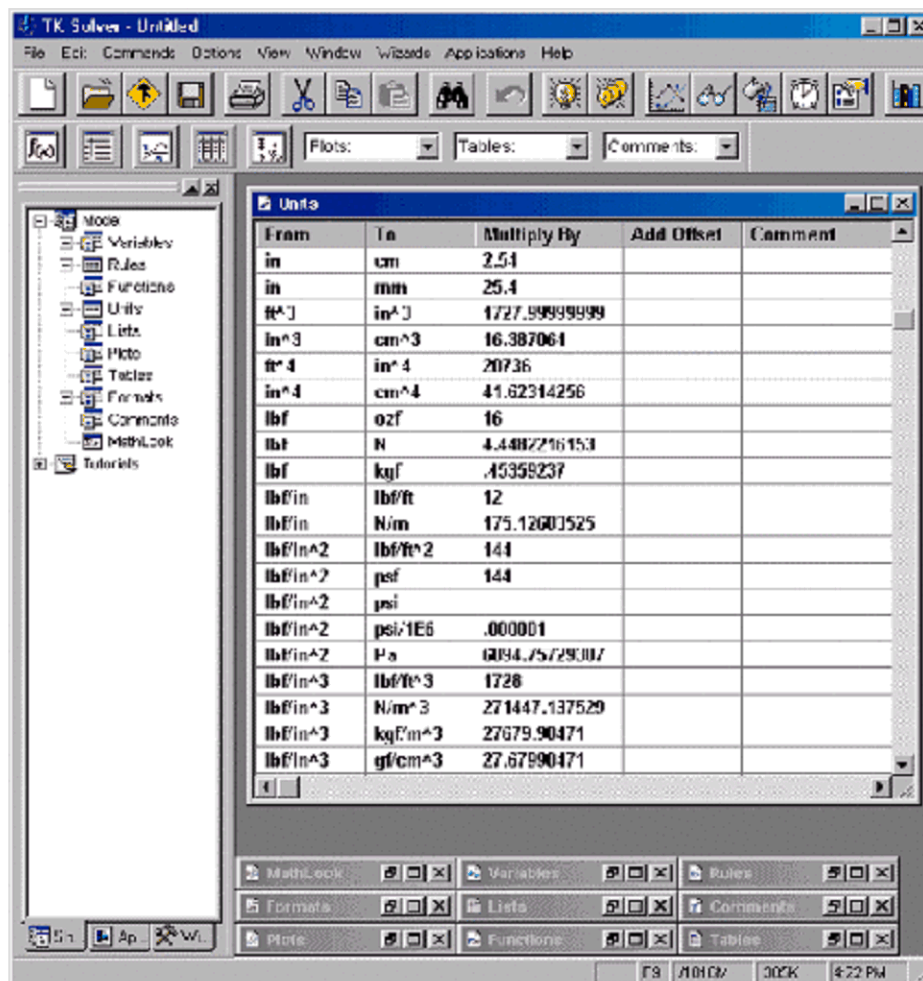 TK Solver - Untitled
File Edit Commands Options View Window Wizards Applications Help
f(x) Plots: Tables: Comments:
Model
Variables
Rules
Functions
Units
Lists
Plots
Tables
Formats
Comments
MathLook
Tutorials
Units
From To Multiply By Add Offset Comment
in cm 2.54
in mm 25.4
ft^3 in^3 1727.99999999
in^3 cm^3 16.387064
ft^4 in^4 20736
in^4 cm^4 41.62314256
lbf ozf 16
lbf N 4.4482216153
lbf kgf .45359237
lbf/in lbf/ft 12
lbf/in N/m 175.12683525
lbf/in^2 lbf/ft^2 144
lbf/in^2 psf 144
lbf/in^2 psi
lbf/in^2 psi/1E6 .000001
lbf/in^2 Pa 6894.75729387
lbf/in^3 lbf/ft^3 1728
lbf/in^3 N/m^3 271447.137529
lbf/in^3 kgf/m^3 27679.90471
lbf/in^3 gf/cm^3 27.67990471
MathLook Variables Rules
Formats Lists Comments
Plots Functions Tables
Sh... Ap... Wi...
F9 305K 4:22 PM